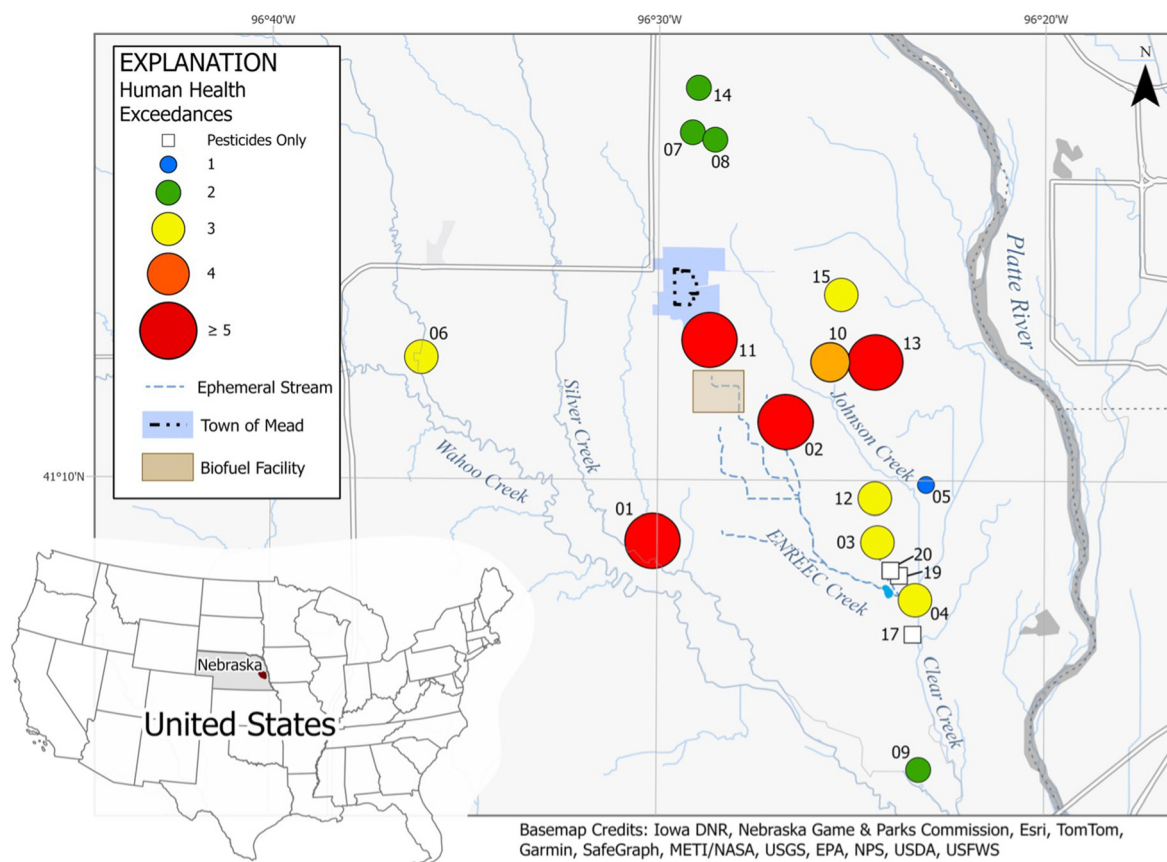 96°40'W
96°30'W
96°20'W
EXPLANATION
Human Health
Exceedances
Pesticides Only
1
2
3
4
≥ 5
Ephemeral Stream
Town of Mead
Biofuel Facility
N
14
07
08
15
06
11
10
13
Platte River
Silver Creek
Johnson Creek
02
Wahoo Creek
41°10'N
05
12
01
03
20
19
ENREEC Creek
04
17
Clear Creek
09
Nebraska
United States
Basemap Credits: Iowa DNR, Nebraska Game & Parks Commission, Esri, TomTom,
Garmin, SafeGraph, METI/NASA, USGS, EPA, NPS, USDA, USFWS